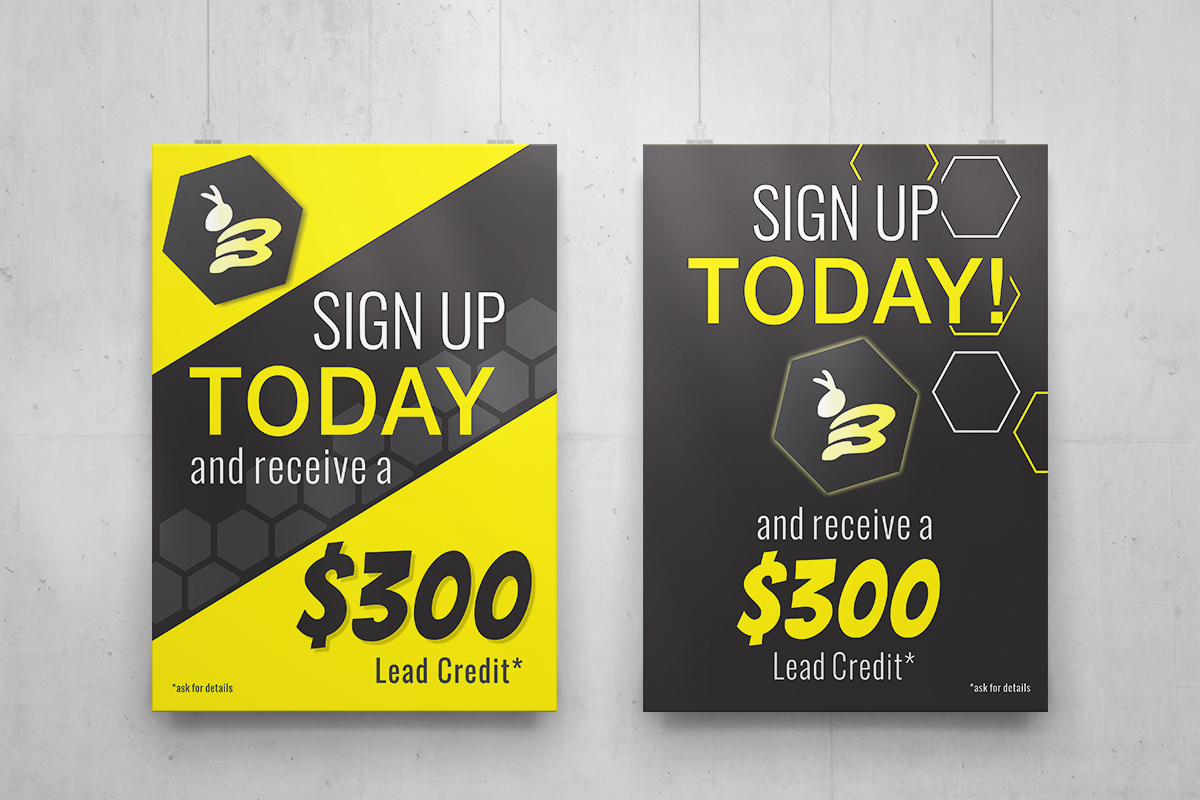 SIGN UP
TODAY
and receive a
$300
Lead Credit*
*ask for details
SIGN UP
TODAY!
and receive a
$300
Lead Credit*
*ask for details